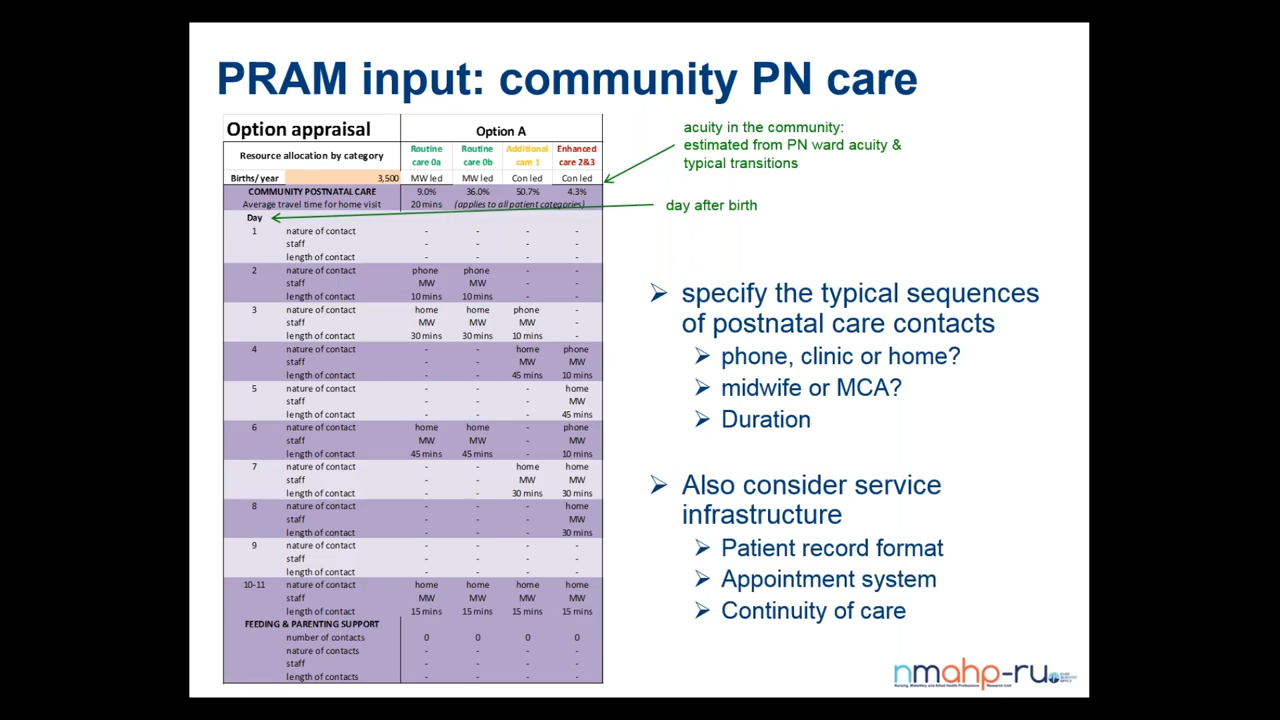 PRAM input: community PN care
Option appraisal Option A
Resource allocation by category Routine care 0a Routine care 0b Additional care 1 Enhanced care 2&3
Births/year 3,500 MW led MW led Con led Con led
COMMUNITY POSTNATAL CARE 9.0% 36.0% 50.7% 4.3%
Average travel time for home visit 20 mins (applies to all patient categories)
Day
1 nature of contact - - - -
staff - - - -
length of contact - - - -
2 nature of contact phone phone - -
staff MW MW - -
length of contact 10 mins 10 mins - -
3 nature of contact home home phone -
staff MW MW MW -
length of contact 30 mins 30 mins 10 mins -
4 nature of contact - - home phone
staff - - MW MW
length of contact - - 45 mins 10 mins
5 nature of contact - - - home
staff - - - MW
length of contact - - - 45 mins
6 nature of contact home home - phone
staff MW MW - MW
length of contact 45 mins 45 mins - 10 mins
7 nature of contact - - home home
staff - - MW MW
length of contact - - 30 mins 30 mins
8 nature of contact - - - home
staff - - - MW
length of contact - - - 30 mins
9 nature of contact - - - -
staff - - - -
length of contact - - - -
10-11 nature of contact home home home home
staff MW MW MW MW
length of contact 15 mins 15 mins 15 mins 15 mins
FEEDING & PARENTING SUPPORT
number of contacts 0 0 0 0
nature of contacts - - - -
staff - - - -
length of contacts - - - -
acuity in the community:
estimated from PN ward acuity &
typical transitions
day after birth
specify the typical sequences
of postnatal care contacts
phone, clinic or home?
midwife or MCA?
Duration
Also consider service
infrastructure
Patient record format
Appointment system
Continuity of care
nmahp-ru
Nursing, Midwifery and Allied Health Professions Research Unit